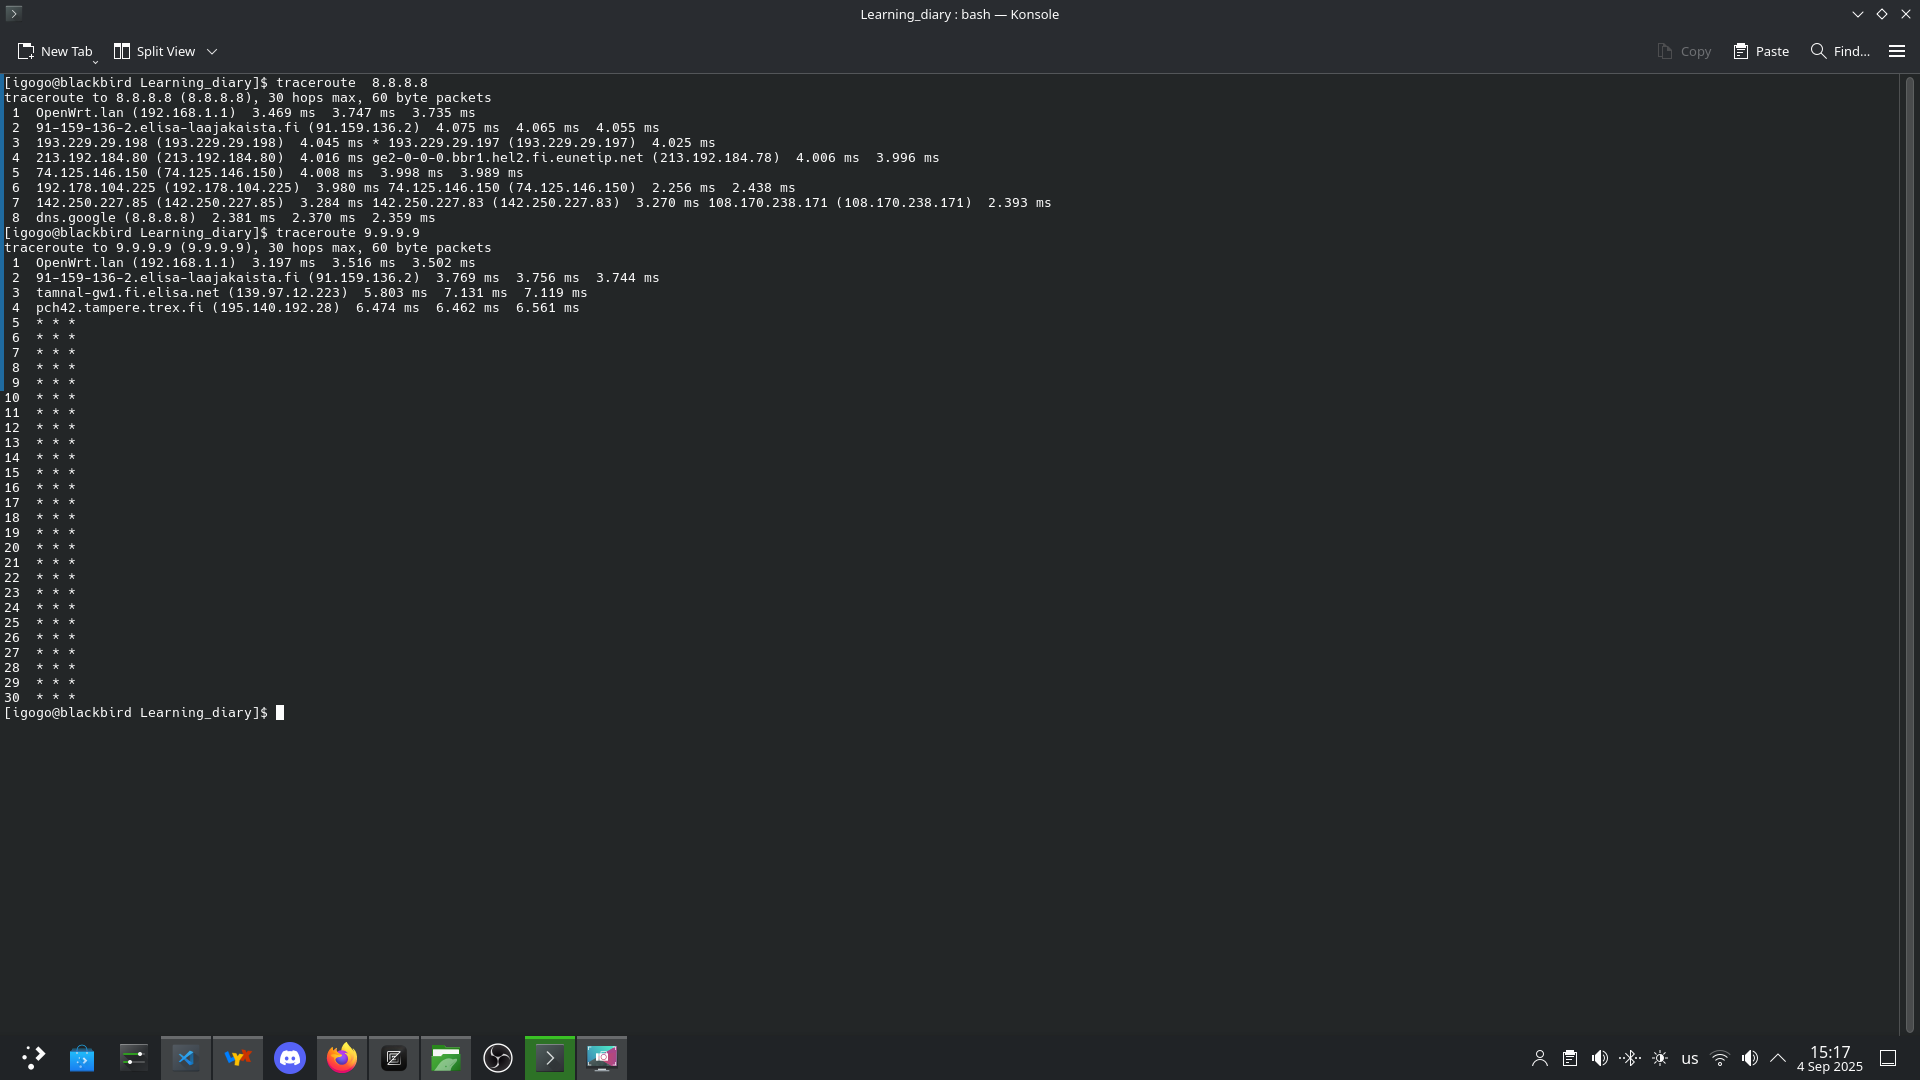 Learning_diary : bash — Konsole
New Tab
Split View
Copy
Paste
Find...
[igogo@blackbird Learning_diary]$ traceroute  8.8.8.8
traceroute to 8.8.8.8 (8.8.8.8), 30 hops max, 60 byte packets
 1  OpenWrt.lan (192.168.1.1)  3.469 ms  3.747 ms  3.735 ms
 2  91-159-136-2.elisa-laajakaista.fi (91.159.136.2)  4.075 ms  4.065 ms  4.055 ms
 3  193.229.29.198 (193.229.29.198)  4.045 ms * 193.229.29.197 (193.229.29.197)  4.025 ms
 4  213.192.184.80 (213.192.184.80)  4.016 ms ge2-0-0-0.bbr1.hel2.fi.eunetip.net (213.192.184.78)  4.006 ms  3.996 ms
 5  74.125.146.150 (74.125.146.150)  4.008 ms  3.998 ms  3.989 ms
 6  192.178.104.225 (192.178.104.225)  3.980 ms 74.125.146.150 (74.125.146.150)  2.256 ms  2.438 ms
 7  142.250.227.85 (142.250.227.85)  3.284 ms 142.250.227.83 (142.250.227.83)  3.270 ms 108.170.238.171 (108.170.238.171)  2.393 ms
 8  dns.google (8.8.8.8)  2.381 ms  2.370 ms  2.359 ms
[igogo@blackbird Learning_diary]$ traceroute 9.9.9.9
traceroute to 9.9.9.9 (9.9.9.9), 30 hops max, 60 byte packets
 1  OpenWrt.lan (192.168.1.1)  3.197 ms  3.516 ms  3.502 ms
 2  91-159-136-2.elisa-laajakaista.fi (91.159.136.2)  3.769 ms  3.756 ms  3.744 ms
 3  tamnal-gw1.fi.elisa.net (139.97.12.223)  5.803 ms  7.131 ms  7.119 ms
 4  pch42.tampere.trex.fi (195.140.192.28)  6.474 ms  6.462 ms  6.561 ms
 5  * * *
 6  * * *
 7  * * *
 8  * * *
 9  * * *
10  * * *
11  * * *
12  * * *
13  * * *
14  * * *
15  * * *
16  * * *
17  * * *
18  * * *
19  * * *
20  * * *
21  * * *
22  * * *
23  * * *
24  * * *
25  * * *
26  * * *
27  * * *
28  * * *
29  * * *
30  * * *
[igogo@blackbird Learning_diary]$
us
15:17
4 Sep 2025